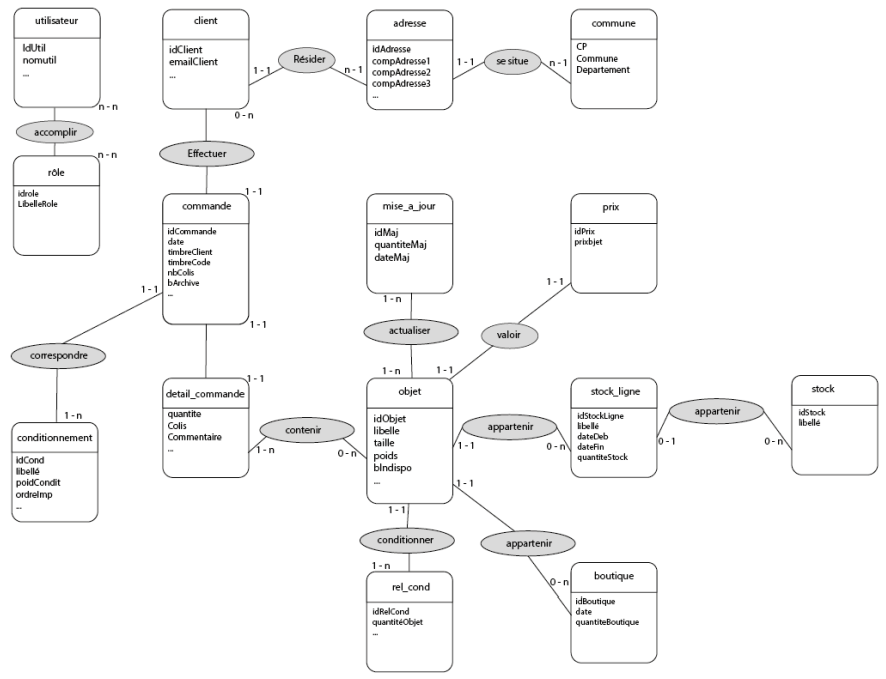 utilisateur
IdUtil
nomutil
...
n - n
accomplir
n - n
rôle
idrole
LibelleRole
client
idClient
emailClient
...
1 - 1
Résider
n - 1
adresse
idAdresse
compAdresse1
compAdresse2
compAdresse3
...
1 - 1
se situe
n - 1
commune
CP
Commune
Departement
0 - n
Effectuer
1 - 1
commande
idCommande
date
timbreClient
timbreCode
nbColis
bArchive
...
1 - 1
correspondre
1 - n
conditionnement
idCond
libellé
poidCondit
ordreImp
...
1 - 1
1 - 1
detail_commande
quantite
Colis
Commentaire
...
1 - n
contenir
0 - n
mise_a_jour
idMaj
quantiteMaj
dateMaj
1 - n
actualiser
1 - n
prix
idPrix
prixbjet
1 - 1
valoir
1 - 1
objet
idObjet
libelle
taille
poids
bIndispo
...
1 - 1
appartenir
0 - n
stock_ligne
idStockLigne
libellé
dateDeb
dateFin
quantiteStock
0 - 1
appartenir
0 - n
stock
idStock
libellé
1 - 1
conditionner
1 - n
rel_cond
idRelCond
quantitéObjet
...
1 - 1
appartenir
0 - n
boutique
idBoutique
date
quantiteBoutique